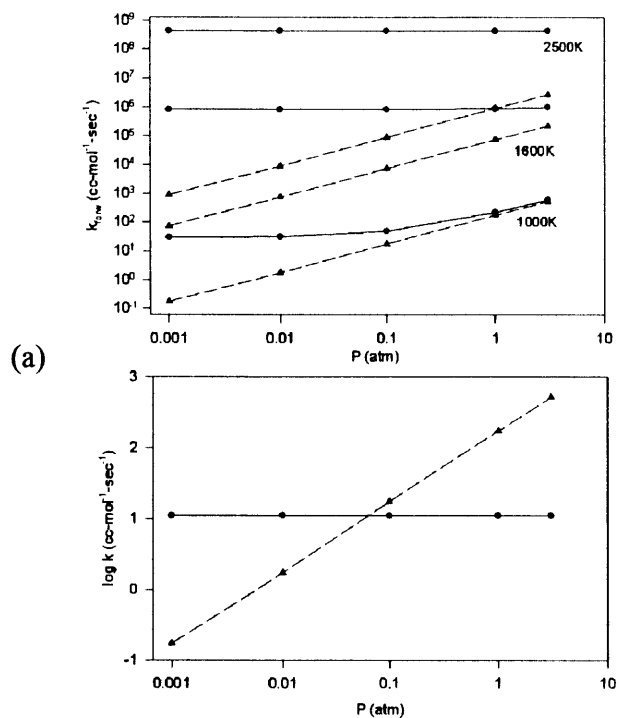 10⁹
10⁸
10⁷
10⁶
10⁵
10⁴
10³
10²
10¹
10⁰
10⁻¹
k_forw (cc-mol⁻¹-sec⁻¹)
2500K
1600K
1000K
0.001 0.01 0.1 1 10
P (atm)
(a)
3
2
1
0
-1
log k (cc-mol⁻¹-sec⁻¹)
0.001 0.01 0.1 1 10
P (atm)